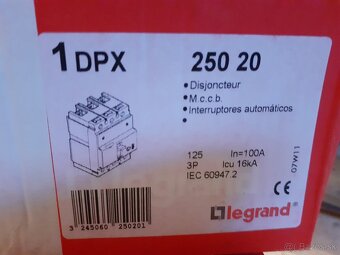 1 DPX
250 20
•Disjoncteur
•M.c.c.b.
•Interruptores automáticos
125 In=100A
3P Icu 16kA
IEC 60947.2
07W11
CE
legrand
3 245060 250201